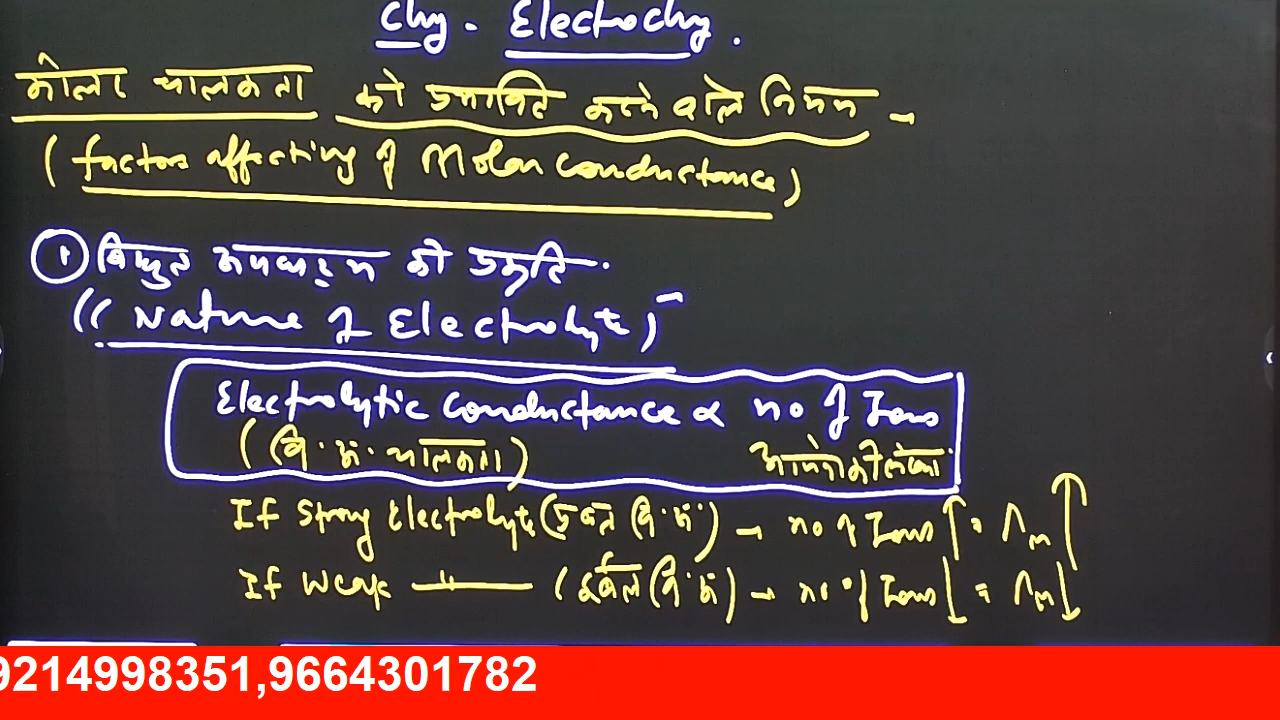 Chy. Electrochy.
मोलर चालकता को प्रभावित करने वाले नियम -
(factors affecting of Molar conductance)
① विद्युत अपघट्य की प्रकृति.
((Nature of Electrolyte) -
Electrolytic conductance ∝ no of Ions
(वि. अ. चालकता) आयनो की संख्या
If Strong Electrolyte (प्रबल वि. अ.) → no of Ions ↑ = Λm ↑
If Weak —〃— (दुर्बल वि. अ.) → no of Ions ↓ = Λm ↓
9214998351,9664301782